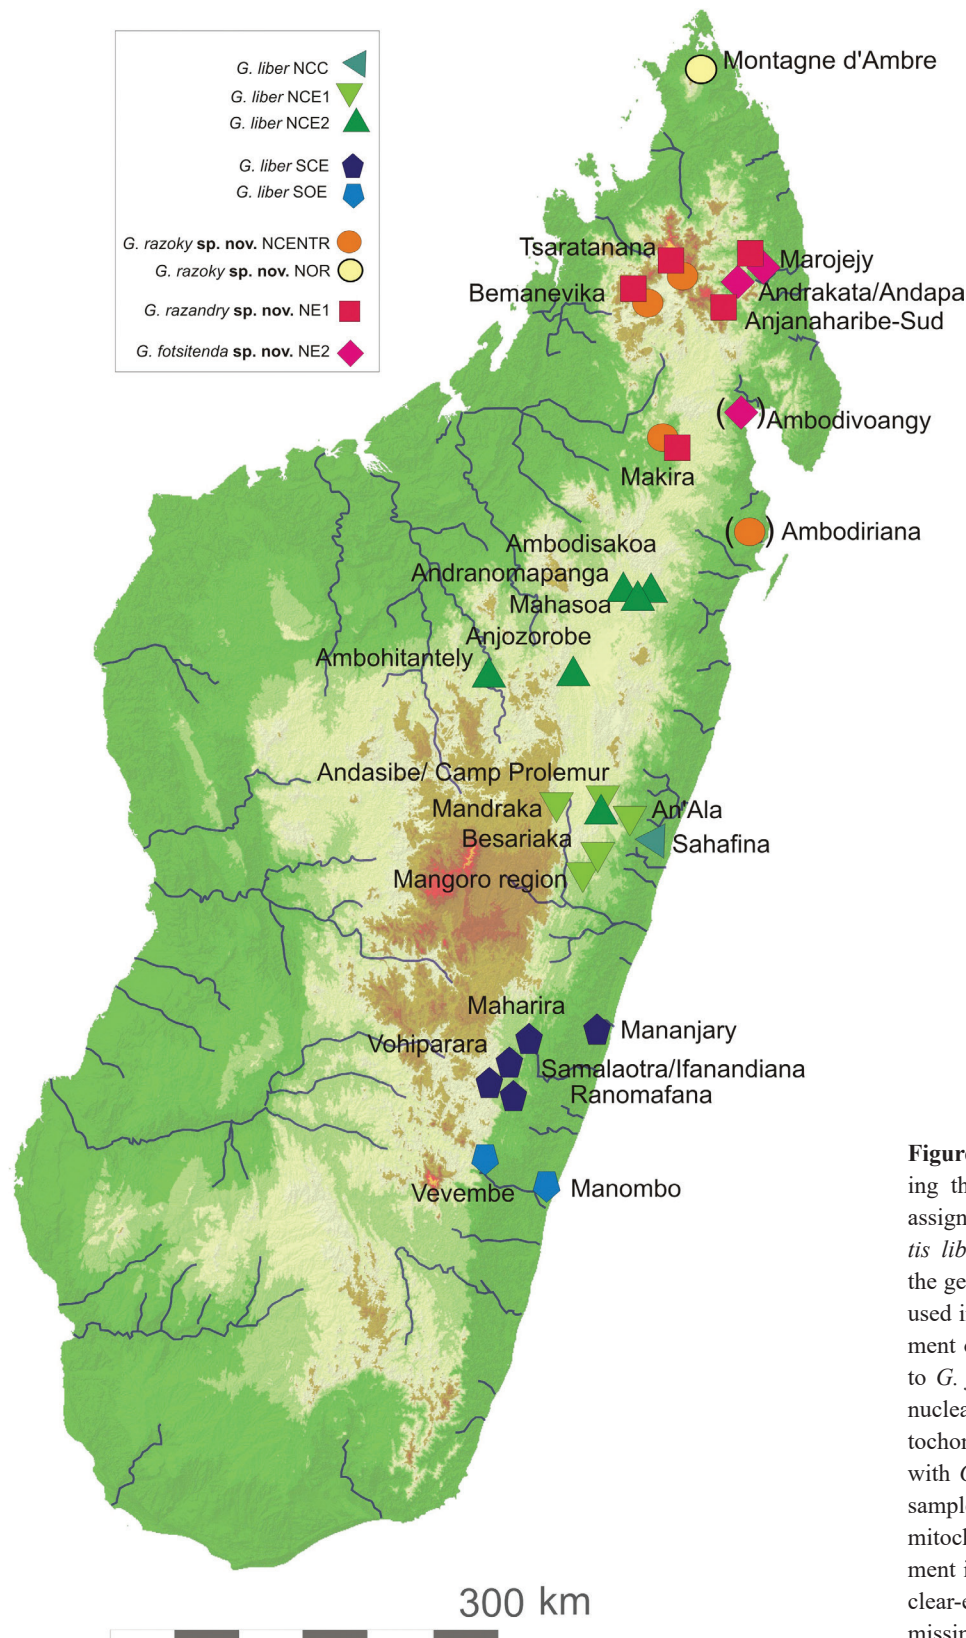 G. liber NCC
G. liber NCE1
G. liber NCE2
G. liber SCE
G. liber SOE
G. razoky sp. nov. NCENTR
G. razoky sp. nov. NOR
G. razandry sp. nov. NE1
G. fotsitenda sp. nov. NE2
Montagne d'Ambre
Tsaratanana
Marojejy
Bemanevika
Andrakata/Andapa
Anjanaharibe-Sud
( ) Ambodivoangy
Makira
( ) Ambodiriana
Ambodisakoa
Andranomapanga
Mahasoa
Anjozorobe
Ambohitantely
Andasibe/ Camp Prolemur
Mandraka
An'Ala
Besariaka
Sahafina
Mangoro region
Maharira
Mananjary
Vohiparara
Samalaotra/Ifanandiana
Ranomafana
Vevembe
Manombo
300 km
Figure
ing th
assign
tis lib
the ge
used i
ment
to G.
nuclea
tochor
with
sample
mitocl
ment i
clear-e
missin